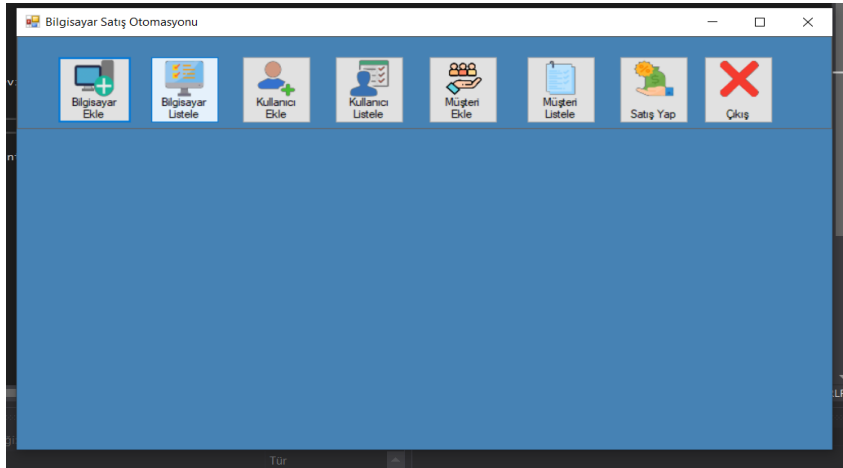 Bilgisayar Satış Otomasyonu
Bilgisayar
Ekle
Bilgisayar
Listele
Kullanıcı
Ekle
Kullanıcı
Listele
Müşteri
Ekle
Müşteri
Listele
Satış Yap
Çıkış
Tür